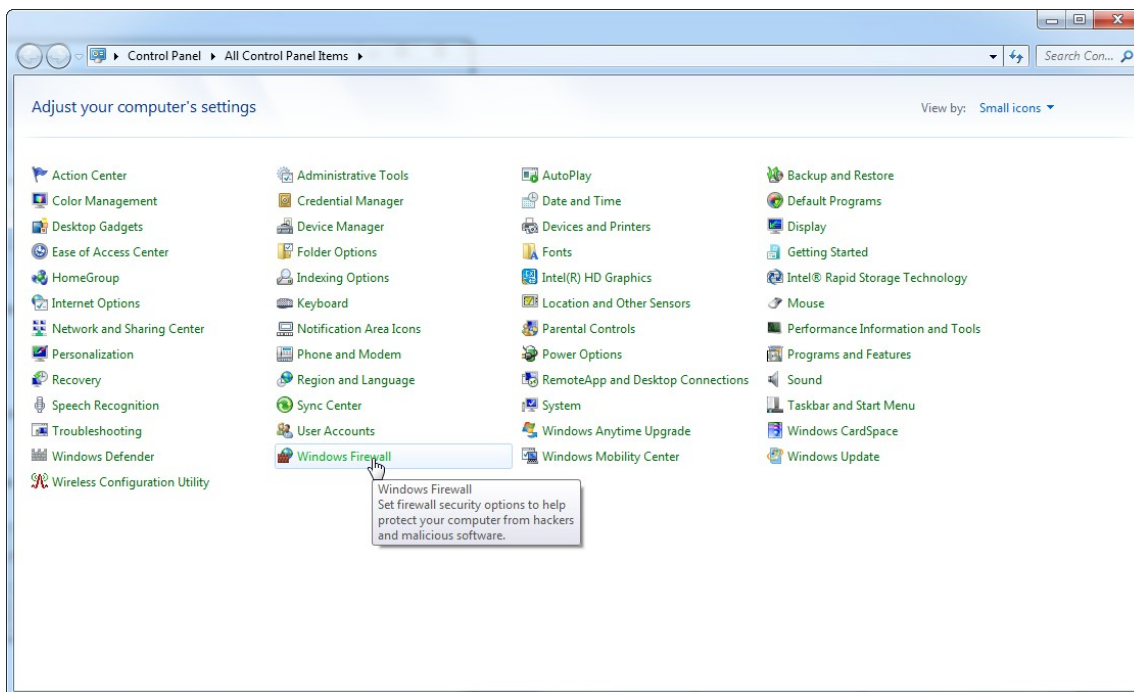 Control Panel All Control Panel Items Search Con...
Adjust your computer's settings View by: Small icons
Action Center Administrative Tools AutoPlay Backup and Restore
Color Management Credential Manager Date and Time Default Programs
Desktop Gadgets Device Manager Devices and Printers Display
Ease of Access Center Folder Options Fonts Getting Started
HomeGroup Indexing Options Intel(R) HD Graphics Intel® Rapid Storage Technology
Internet Options Keyboard Location and Other Sensors Mouse
Network and Sharing Center Notification Area Icons Parental Controls Performance Information and Tools
Personalization Phone and Modem Power Options Programs and Features
Recovery Region and Language RemoteApp and Desktop Connections Sound
Speech Recognition Sync Center System Taskbar and Start Menu
Troubleshooting User Accounts Windows Anytime Upgrade Windows CardSpace
Windows Defender Windows Firewall Windows Mobility Center Windows Update
Wireless Configuration Utility
Windows Firewall
Set firewall security options to help
protect your computer from hackers
and malicious software.